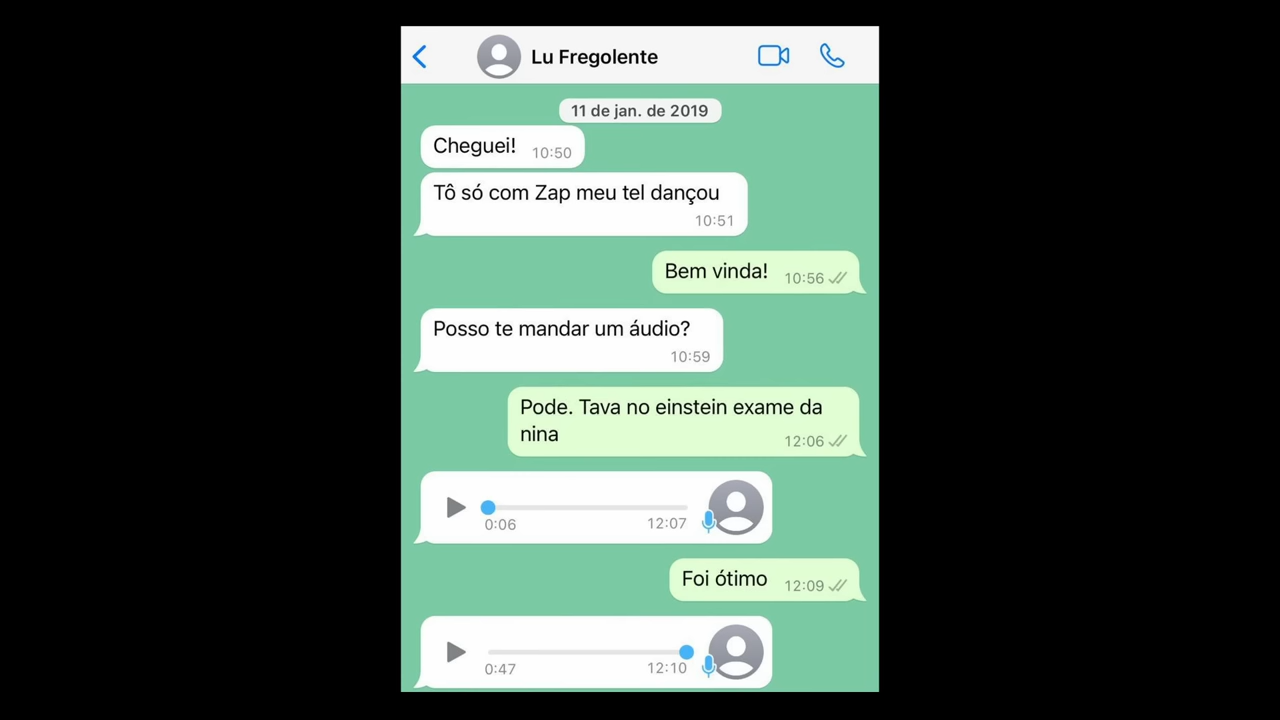 Lu Fregolente
11 de jan. de 2019
Cheguei! 10:50
Tô só com Zap meu tel dançou
10:51
Bem vinda! 10:56
Posso te mandar um áudio?
10:59
Pode. Tava no einstein exame da
nina 12:06
0:06 12:07
Foi ótimo 12:09
0:47 12:10